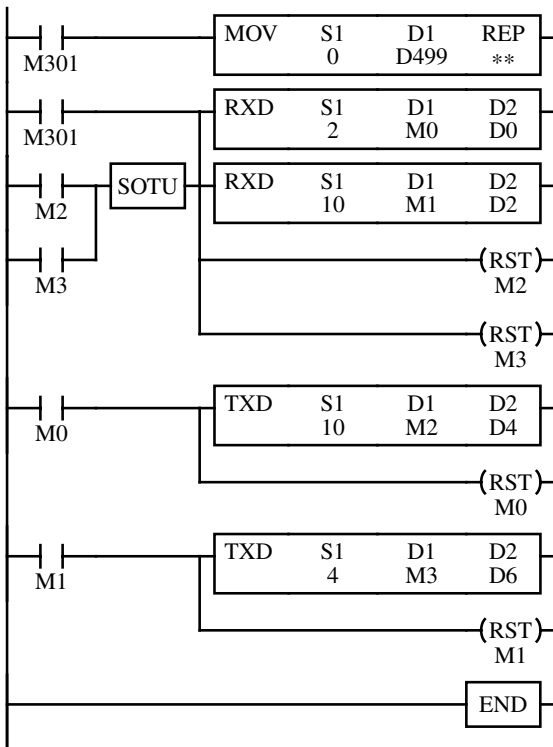 MOV S1 D1 REP
0 D499 **
M301
RXD S1 D1 D2
2 M0 D0
M301
SOTU RXD S1 D1 D2
10 M1 D2
M2
(RST)
M3 M2
(RST)
M3
TXD S1 D1 D2
10 M2 D4
M0
(RST)
M0
TXD S1 D1 D2
4 M3 D6
M1
(RST)
M1
END